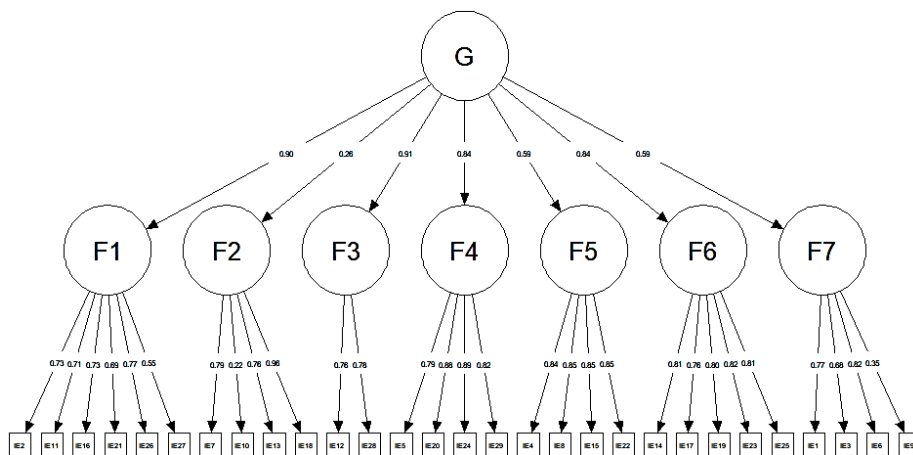 G
0.90 0.26 0.91 0.84 0.59 0.84 0.59
F1 F2 F3 F4 F5 F6 F7
0.73 0.71 0.73 0.69 0.77 0.55 0.79 0.22 0.76 0.96 0.76 0.78 0.79 0.88 0.89 0.82 0.84 0.85 0.85 0.85 0.81 0.76 0.80 0.82 0.81 0.77 0.68 0.82 0.35
IE2 IE11 IE16 IE21 IE26 IE27 IE7 IE10 IE13 IE18 IE12 IE28 IE5 IE20 IE24 IE29 IE4 IE8 IE15 IE22 IE14 IE17 IE19 IE23 IE25 IE1 IE3 IE6 IE9